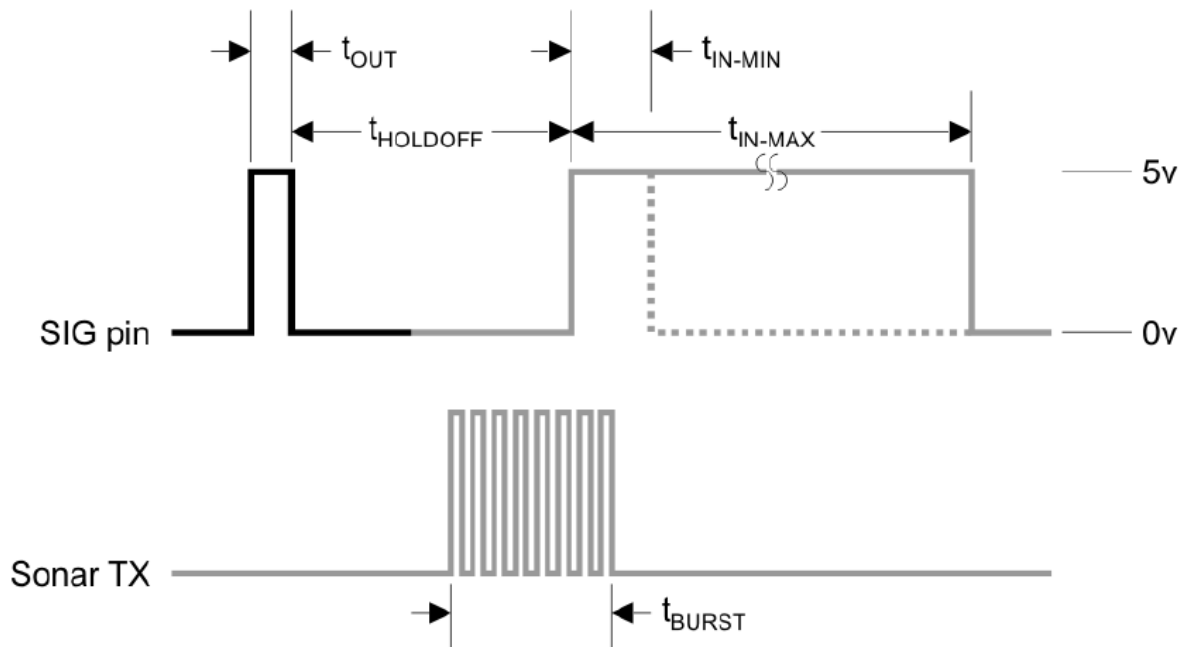 tOUT
tIN-MIN
tHOLDOFF
tIN-MAX
5v
SIG pin
0v
Sonar TX
tBURST